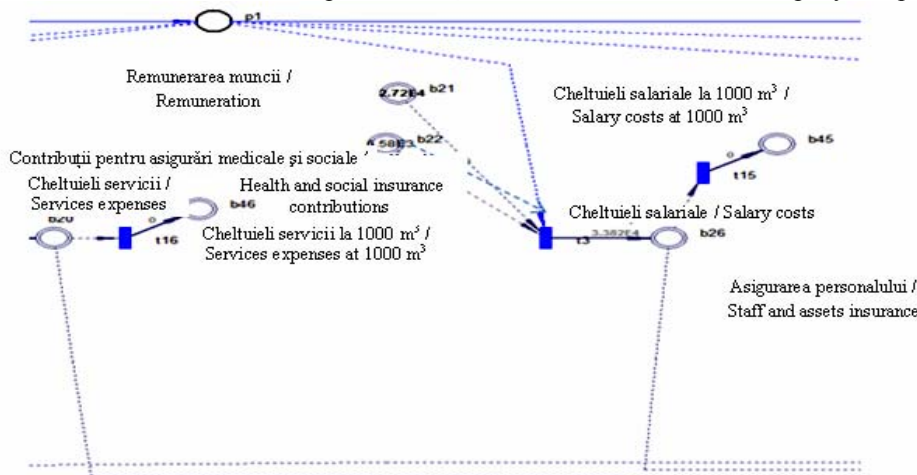 p1
Remunerarea muncii /
Remuneration
2.72E4
b21
Cheltuieli salariale la 1000 m³ /
Salary costs at 1000 m³
b22
b45
Contribuții pentru asigurări medicale și sociale /
Health and social insurance
contributions
Cheltuieli servicii /
Services expenses
0
t15
b46
0
t16
Cheltuieli servicii la 1000 m³ /
Services expenses at 1000 m³
Cheltuieli salariale / Salary costs
t3
3.382E4
b26
Asigurarea personalului /
Staff and assets insurance